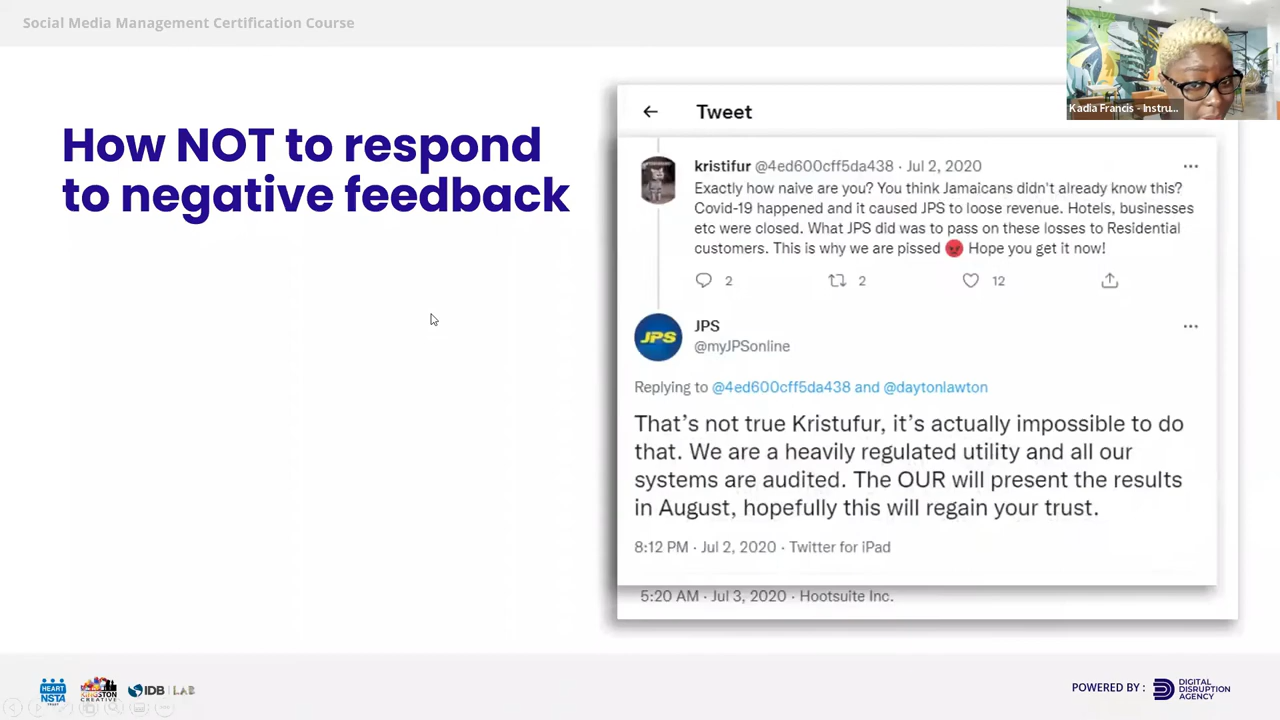 Social Media Management Certification Course
Kadia Francis - Instru...
How NOT to respond
to negative feedback
Tweet
kristifur @4ed600cff5da438 · Jul 2, 2020
Exactly how naive are you? You think Jamaicans didn't already know this?
Covid-19 happened and it caused JPS to loose revenue. Hotels, businesses
etc were closed. What JPS did was to pass on these losses to Residential
customers. This is why we are pissed 😡 Hope you get it now!
2 2 12
JPS
JPS
@myJPSonline
Replying to @4ed600cff5da438 and @daytonlawton
That's not true Kristufur, it's actually impossible to do
that. We are a heavily regulated utility and all our
systems are audited. The OUR will present the results
in August, hopefully this will regain your trust.
8:12 PM · Jul 2, 2020 · Twitter for iPad
5:20 AM · Jul 3, 2020 · Hootsuite Inc.
HEART
NSTA
TRUST
KINGSTON
CREATIVE
IDB | LAB
POWERED BY :
DIGITAL
DISRUPTION
AGENCY